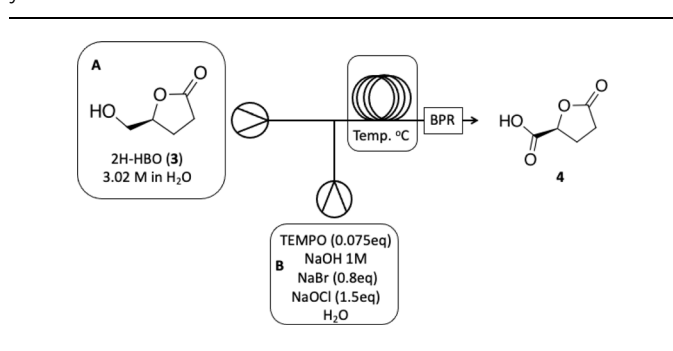 A
O
O
HO
2H-HBO (3)
3.02 M in H₂O
Temp. °C
BPR
O
O
HO
O
4
B
TEMPO (0.075eq)
NaOH 1M
NaBr (0.8eq)
NaOCl (1.5eq)
H₂O